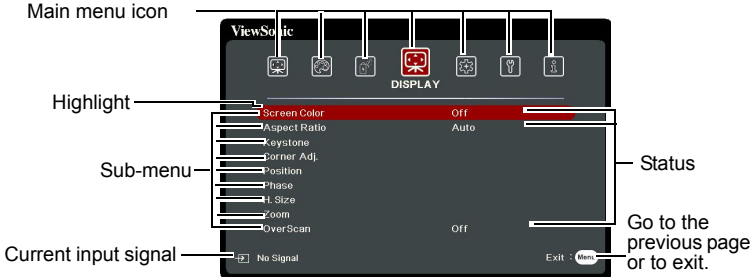 Main menu icon
ViewSonic
DISPLAY
Highlight
Screen Color Off
Aspect Ratio Auto
Keystone
Corner Adj.
Sub-menu
Position
Status
Phase
H. Size
Zoom
OverScan Off
Go to the
previous page
or to exit.
Current input signal
No Signal
Exit : Menu